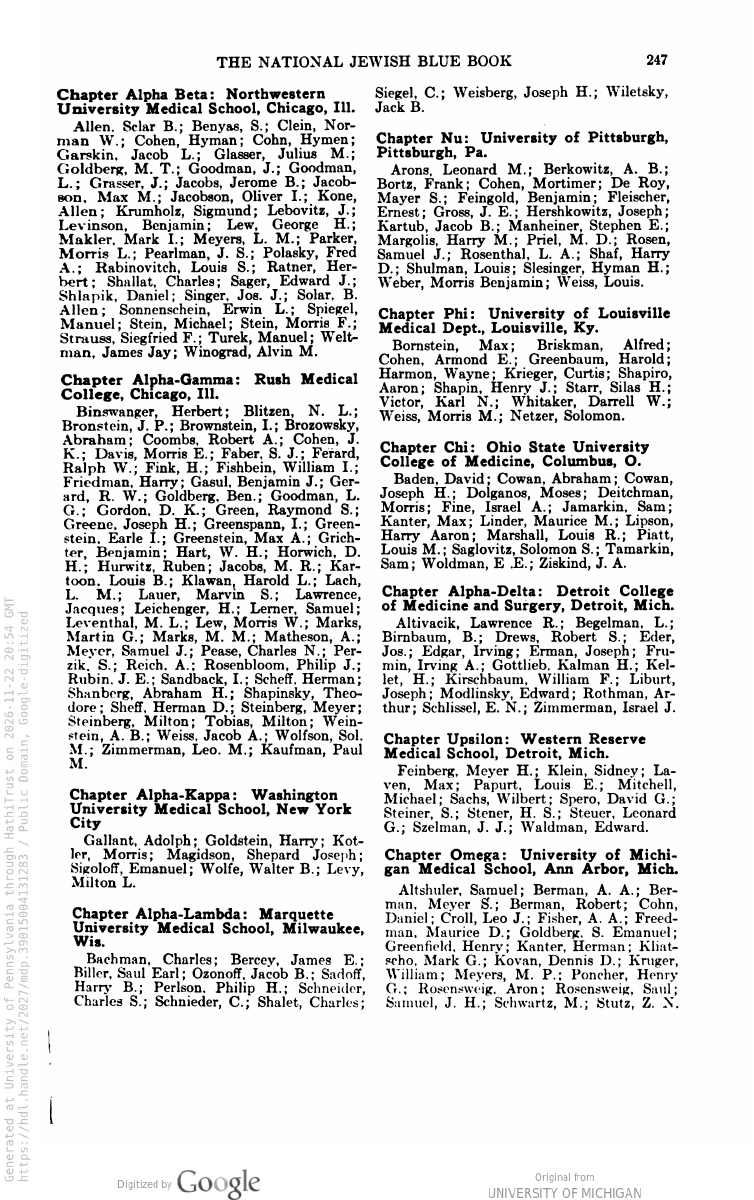 THE NATIONAL JEWISH BLUE BOOK 247
Chapter Alpha Beta: Northwestern
University Medical School, Chicago, Ill.
Allen, Sclar B.; Benyas, S.; Clein, Nor-
man W.; Cohen, Hyman; Cohn, Hymen;
Garskin, Jacob L.; Glasser, Julius M.;
Goldberg, M. T.; Goodman, J.; Goodman,
L.; Grasser, J.; Jacobs, Jerome B.; Jacob-
son, Max M.; Jacobson, Oliver I.; Kone,
Allen; Krumholz, Sigmund; Lebovitz, J.;
Levinson, Benjamin; Lew, George H.;
Makler, Mark I.; Meyers, L. M.; Parker,
Morris L.; Pearlman, J. S.; Polasky, Fred
A.; Rabinovitch, Louis S.; Ratner, Her-
bert; Shallat, Charles; Sager, Edward J.;
Shlapik, Daniel; Singer, Jos. J.; Solar, B.
Allen; Sonnenschein, Erwin L.; Spiegel,
Manuel; Stein, Michael; Stein, Morris F.;
Strauss, Siegfried F.; Turek, Manuel; Welt-
man, James Jay; Winograd, Alvin M.
Chapter Alpha-Gamma: Rush Medical
College, Chicago, Ill.
Binswanger, Herbert; Blitzen, N. L.;
Bronstein, J. P.; Brownstein, I.; Brozowsky,
Abraham; Coombs, Robert A.; Cohen, J.
K.; Davis, Morris E.; Faber, S. J.; Ferard,
Ralph W.; Fink, H.; Fishbein, William I.;
Friedman, Harry; Gasul, Benjamin J.; Ger-
ard, R. W.; Goldberg, Ben.; Goodman, L.
G.; Gordon, D. K.; Green, Raymond S.;
Greene, Joseph H.; Greenspann, I.; Green-
stein, Earle I.; Greenstein, Max A.; Grich-
ter, Benjamin; Hart, W. H.; Horwich, D.
H.; Hurwitz, Ruben; Jacobs, M. R.; Kar-
toon, Louis B.; Klawan, Harold L.; Lach,
L. M.; Lauer, Marvin S.; Lawrence,
Jacques; Leichenger, H.; Lerner, Samuel;
Leventhal, M. L.; Lew, Morris W.; Marks,
Martin G.; Marks, M. M.; Matheson, A.;
Meyer, Samuel J.; Pease, Charles N.; Per-
zik, S.; Reich, A.; Rosenbloom, Philip J.;
Rubin, J. E.; Sandback, I.; Scheff, Herman;
Shanberg, Abraham H.; Shapinsky, Theo-
dore; Sheff, Herman D.; Steinberg, Meyer;
Steinberg, Milton; Tobias, Milton; Wein-
stein, A. B.; Weiss, Jacob A.; Wolfson, Sol.
M.; Zimmerman, Leo. M.; Kaufman, Paul
M.
Chapter Alpha-Kappa: Washington
University Medical School, New York
City
Gallant, Adolph; Goldstein, Harry; Kot-
ler, Morris; Magidson, Shepard Joseph;
Sigoloff, Emanuel; Wolfe, Walter B.; Levy,
Milton L.
Chapter Alpha-Lambda: Marquette
University Medical School, Milwaukee,
Wis.
Bachman, Charles; Bercey, James E.;
Biller, Saul Earl; Ozonoff, Jacob B.; Sadoff,
Harry B.; Perlson, Philip H.; Schneider,
Charles S.; Schnieder, C.; Shalet, Charles;
Siegel, C.; Weisberg, Joseph H.; Wiletsky,
Jack B.
Chapter Nu: University of Pittsburgh,
Pittsburgh, Pa.
Arons, Leonard M.; Berkowitz, A. B.;
Bortz, Frank; Cohen, Mortimer; De Roy,
Mayer S.; Feingold, Benjamin; Fleischer,
Ernest; Gross, J. E.; Hershkowitz, Joseph;
Kartub, Jacob B.; Manheiner, Stephen E.;
Margolis, Harry M.; Priel, M. D.; Rosen,
Samuel J.; Rosenthal, L. A.; Shaf, Harry
D.; Shulman, Louis; Slesinger, Hyman H.;
Weber, Morris Benjamin; Weiss, Louis.
Chapter Phi: University of Louisville
Medical Dept., Louisville, Ky.
Bornstein, Max; Briskman, Alfred;
Cohen, Armond E.; Greenbaum, Harold;
Harmon, Wayne; Krieger, Curtis; Shapiro,
Aaron; Shapin, Henry J.; Starr, Silas H.;
Victor, Karl N.; Whitaker, Darrell W.;
Weiss, Morris M.; Netzer, Solomon.
Chapter Chi: Ohio State University
College of Medicine, Columbus, O.
Baden, David; Cowan, Abraham; Cowan,
Joseph H.; Dolganos, Moses; Deitchman,
Morris; Fine, Israel A.; Jamarkin, Sam;
Kanter, Max; Linder, Maurice M.; Lipson,
Harry Aaron; Marshall, Louis R.; Piatt,
Louis M.; Saglovitz, Solomon S.; Tamarkin,
Sam; Woldman, E .E.; Ziskind, J. A.
Chapter Alpha-Delta: Detroit College
of Medicine and Surgery, Detroit, Mich.
Altivacik, Lawrence R.; Begelman, L.;
Birnbaum, B.; Drews, Robert S.; Eder,
Jos.; Edgar, Irving; Erman, Joseph; Fru-
min, Irving A.; Gottlieb, Kalman H.; Kel-
let, H.; Kirschbaum, William F.; Liburt,
Joseph; Modlinsky, Edward; Rothman, Ar-
thur; Schlissel, E. N.; Zimmerman, Israel J.
Chapter Upsilon: Western Reserve
Medical School, Detroit, Mich.
Feinberg, Meyer H.; Klein, Sidney; La-
ven, Max; Papurt, Louis E.; Mitchell,
Michael; Sachs, Wilbert; Spero, David G.;
Steiner, S.; Stener, H. S.; Steuer, Leonard
G.; Szelman, J. J.; Waldman, Edward.
Chapter Omega: University of Michi-
gan Medical School, Ann Arbor, Mich.
Altshuler, Samuel; Berman, A. A.; Ber-
man, Meyer S.; Berman, Robert; Cohn,
Daniel; Croll, Leo J.; Fisher, A. A.; Freed-
man, Maurice D.; Goldberg, S. Emanuel;
Greenfield, Henry; Kanter, Herman; Kliat-
scho, Mark G.; Kovan, Dennis D.; Kruger,
William; Meyers, M. P.; Poncher, Henry
G.; Rosensweig, Aron; Rosensweig, Saul;
Samuel, J. H.; Schwartz, M.; Stutz, Z. N.
Generated at University of Pennsylvania through HathiTrust on 2026-11-22 20:54 GMT
https://hdl.handle.net/2027/mdp.39015004131283 / Public Domain, Google-digitized
Digitized by Google
Original from
UNIVERSITY OF MICHIGAN